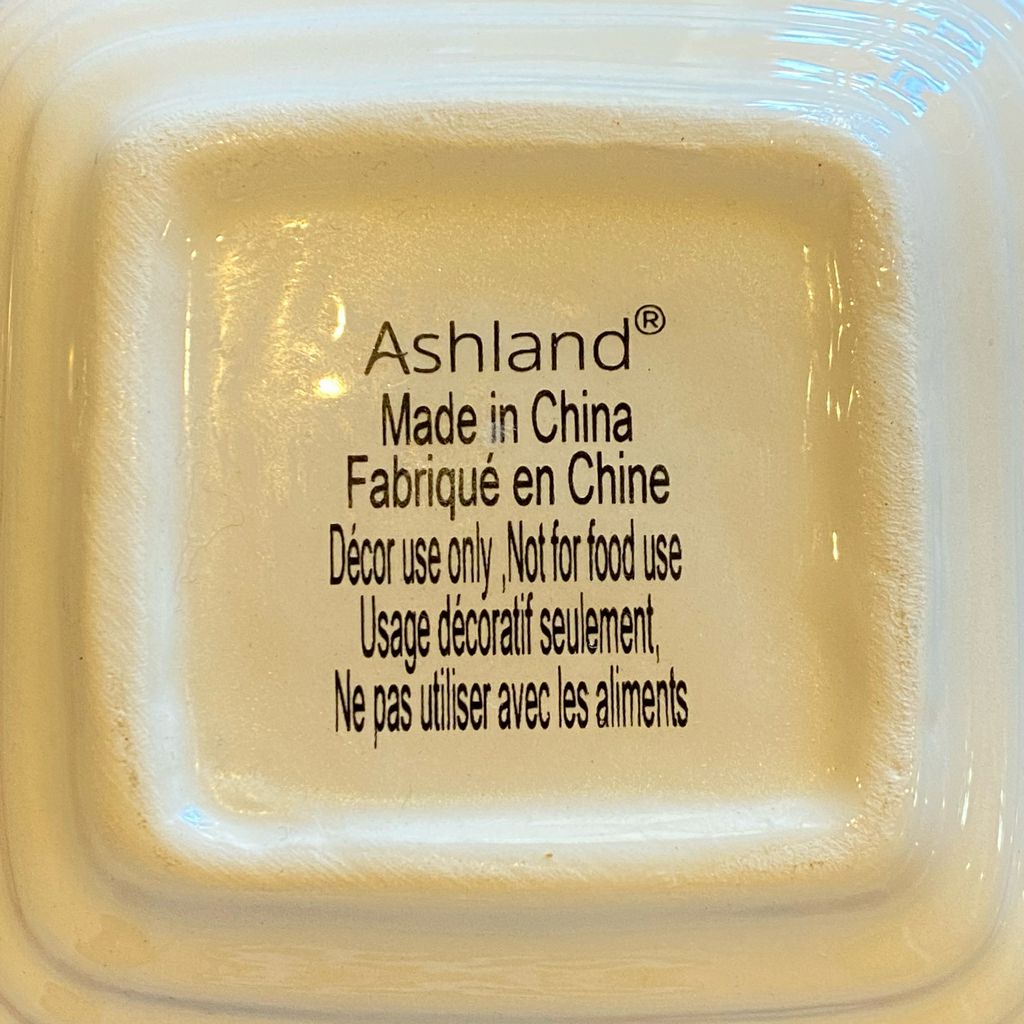 Ashland®
Made in China
Fabriqué en Chine
Décor use only ,Not for food use
Usage décoratif seulement,
Ne pas utiliser avec les aliments